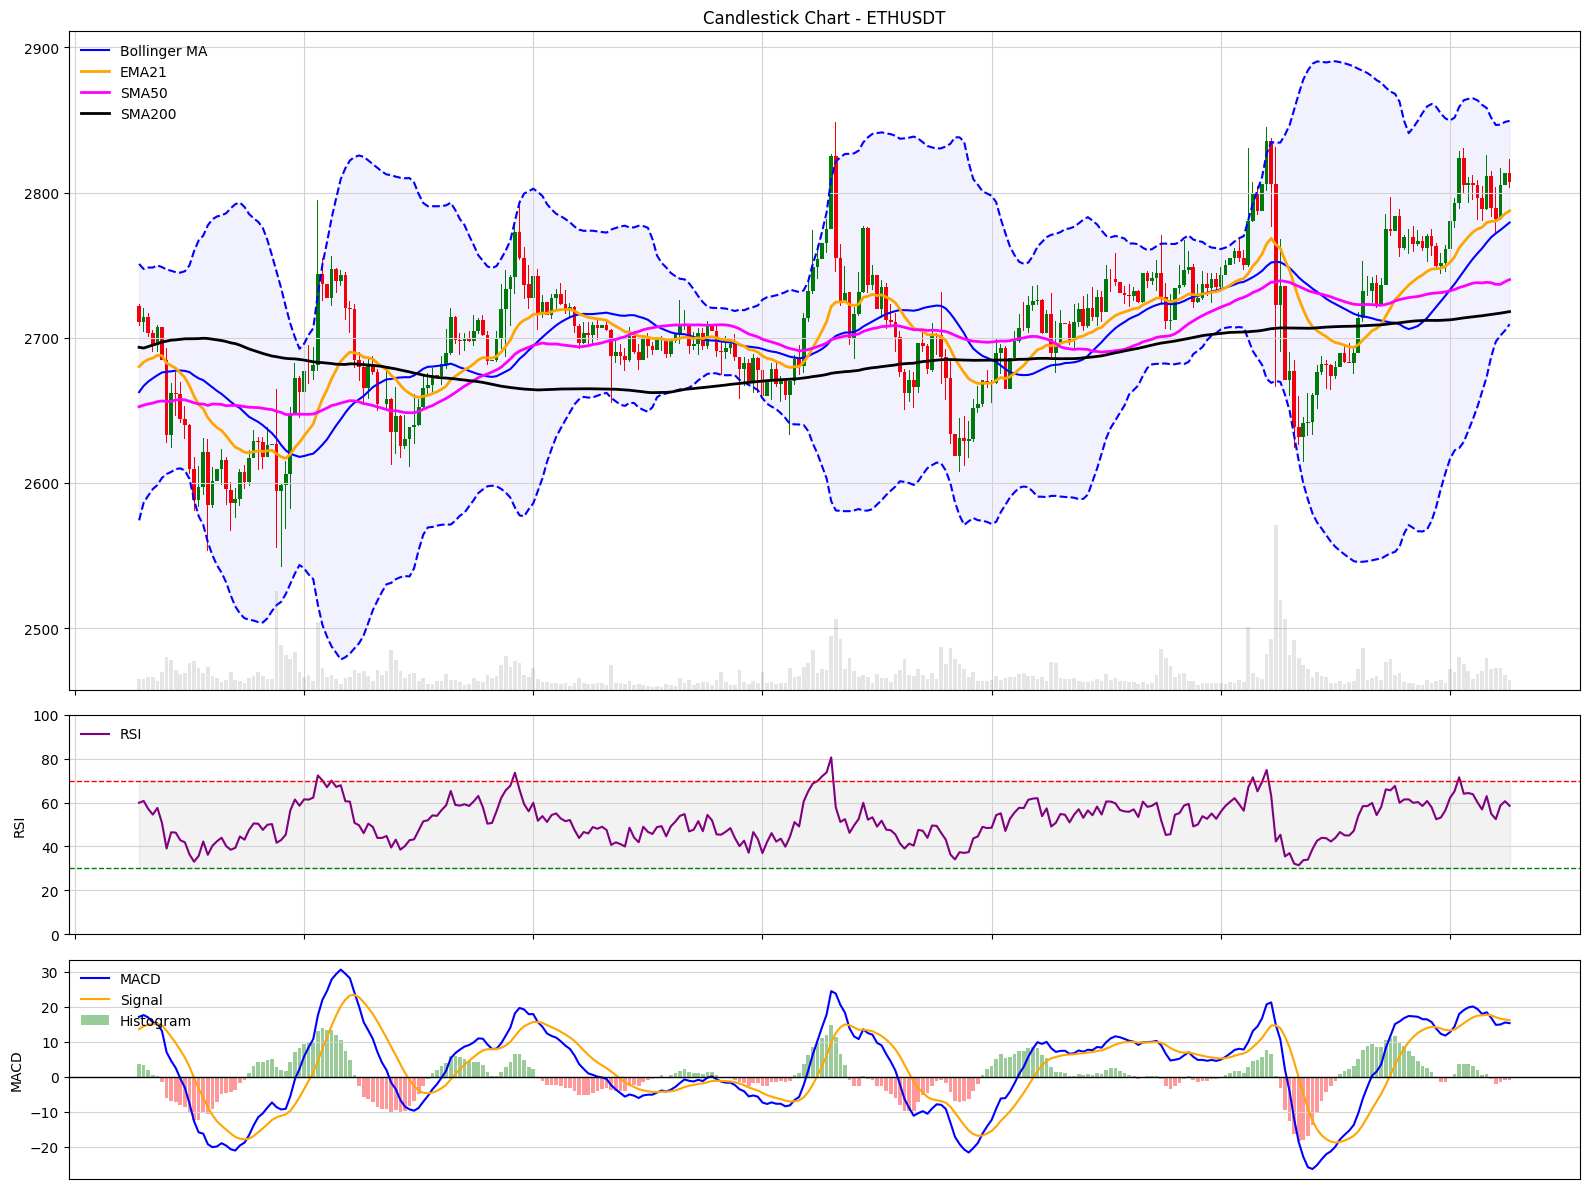 Candlestick Chart - ETHUSDT
Bollinger MA
EMA21
SMA50
SMA200
2900
2800
2700
2600
2500
RSI
100
80
60
40
20
0
RSI
MACD
Signal
Histogram
30
20
10
0
−10
−20
MACD